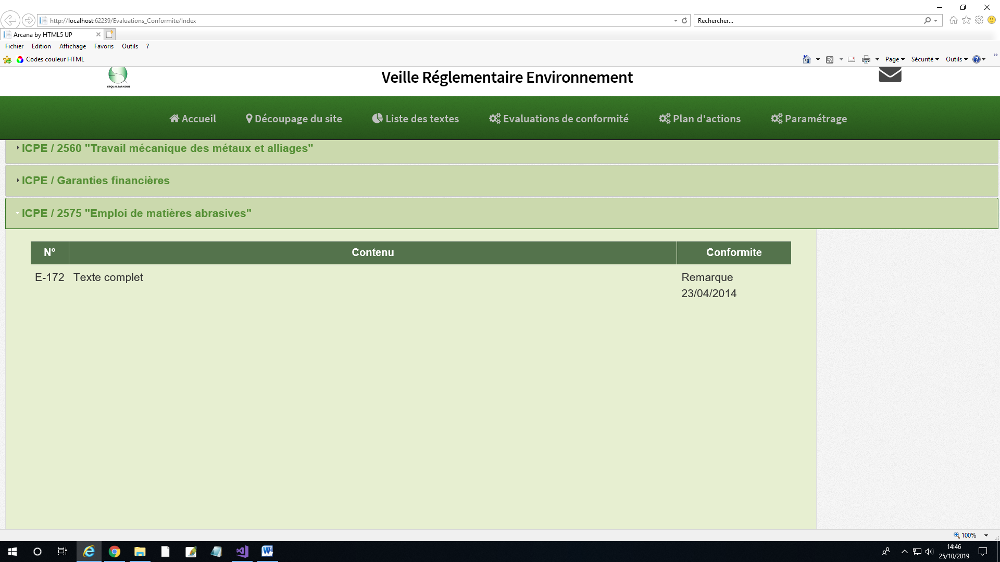 http://localhost:62239/Evaluations_Conformite/Index
Rechercher...
Arcana by HTML5 UP
Fichier Edition Affichage Favoris Outils ?
Codes couleur HTML
Page Sécurité Outils
ESQUALEARNING
Veille Réglementaire Environnement
Accueil Découpage du site Liste des textes Evaluations de conformité Plan d'actions Paramétrage
ICPE / 2560 "Travail mécanique des métaux et alliages"
ICPE / Garanties financières
ICPE / 2575 "Emploi de matières abrasives"
N° Contenu Conformite
E-172 Texte complet Remarque
23/04/2014
100%
14:46
25/10/2019